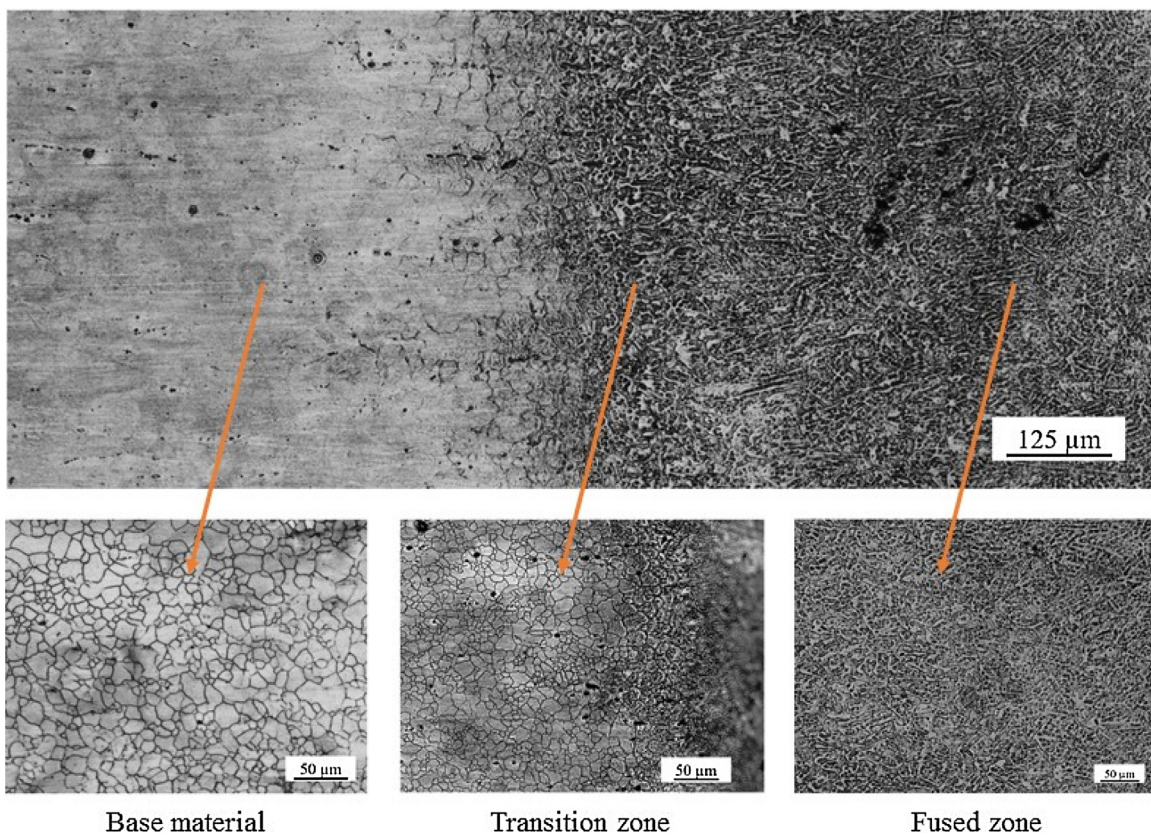 125 μm
50 μm
50 μm
50 μm
Base material
Transition zone
Fused zone